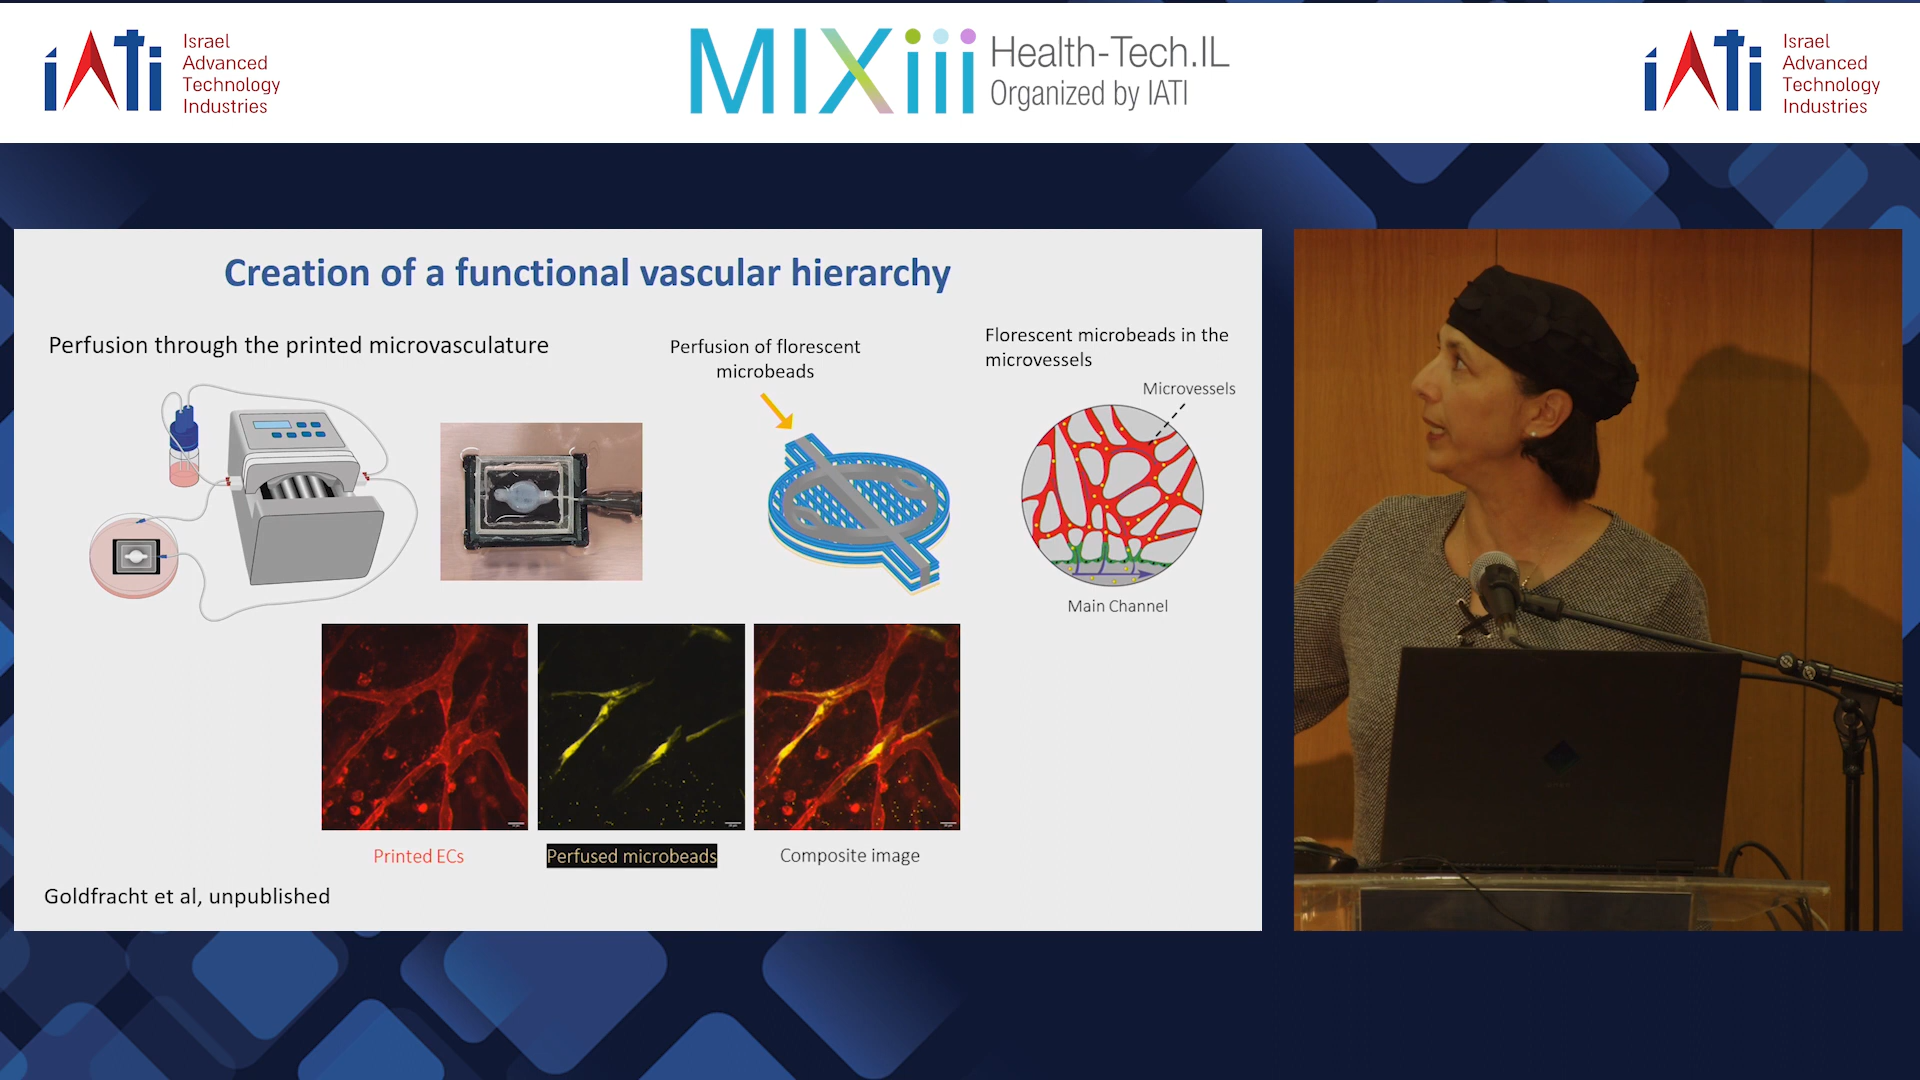 iATi
Israel
Advanced
Technology
Industries
MIXiii
Health-Tech.IL
Organized by IATI
iATi
Israel
Advanced
Technology
Industries
Creation of a functional vascular hierarchy
Perfusion through the printed microvasculature
Perfusion of florescent
microbeads
Florescent microbeads in the
microvessels
Microvessels
Main Channel
Printed ECs
Perfused microbeads
Composite image
Goldfracht et al, unpublished